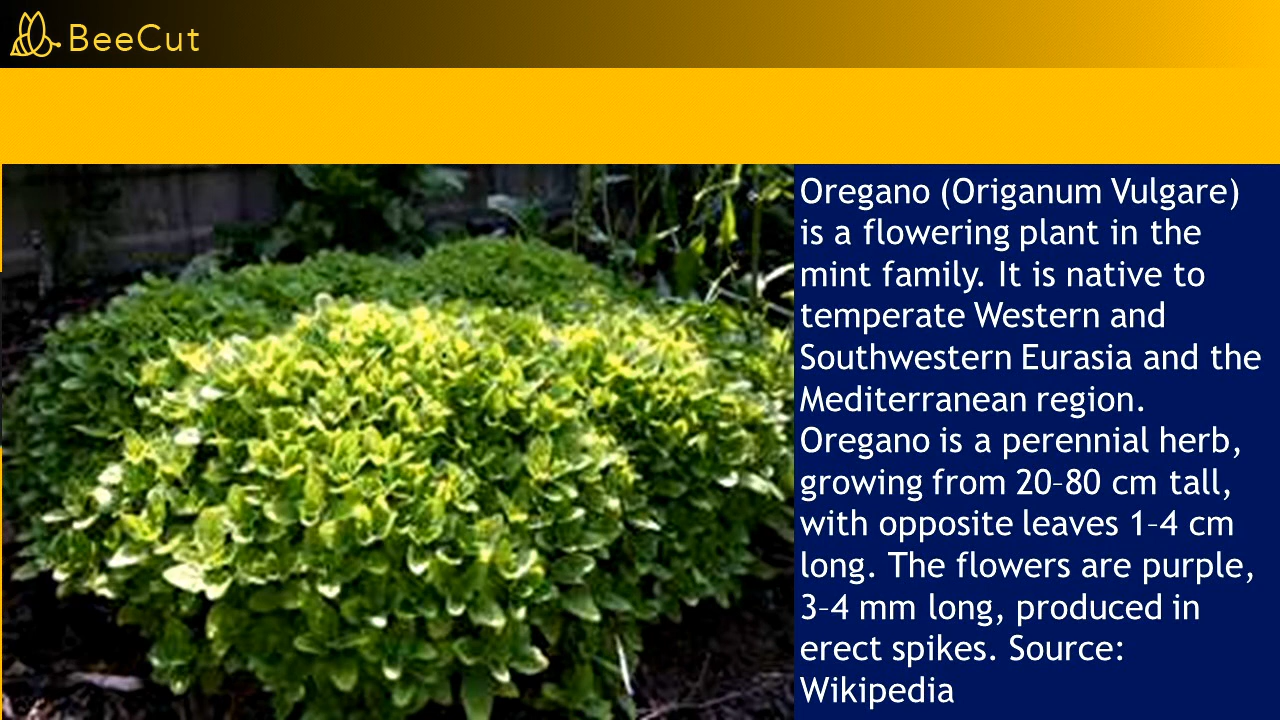 BeeCut
Oregano (Origanum Vulgare)
is a flowering plant in the
mint family. It is native to
temperate Western and
Southwestern Eurasia and the
Mediterranean region.
Oregano is a perennial herb,
growing from 20–80 cm tall,
with opposite leaves 1–4 cm
long. The flowers are purple,
3–4 mm long, produced in
erect spikes. Source:
Wikipedia